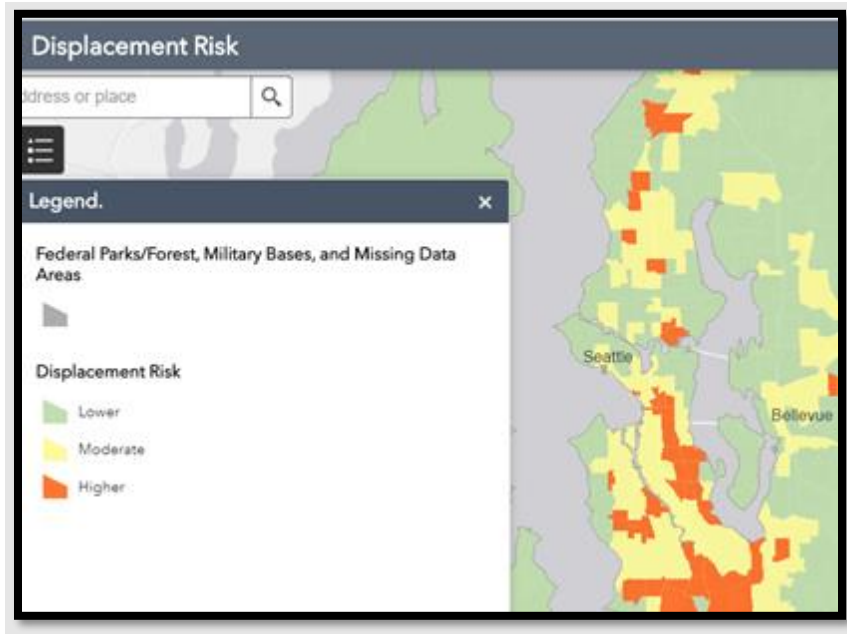 Displacement Risk
ddress or place
Legend.
Federal Parks/Forest, Military Bases, and Missing Data
Areas
Displacement Risk
Lower
Moderate
Higher
Seattle
Bellevue